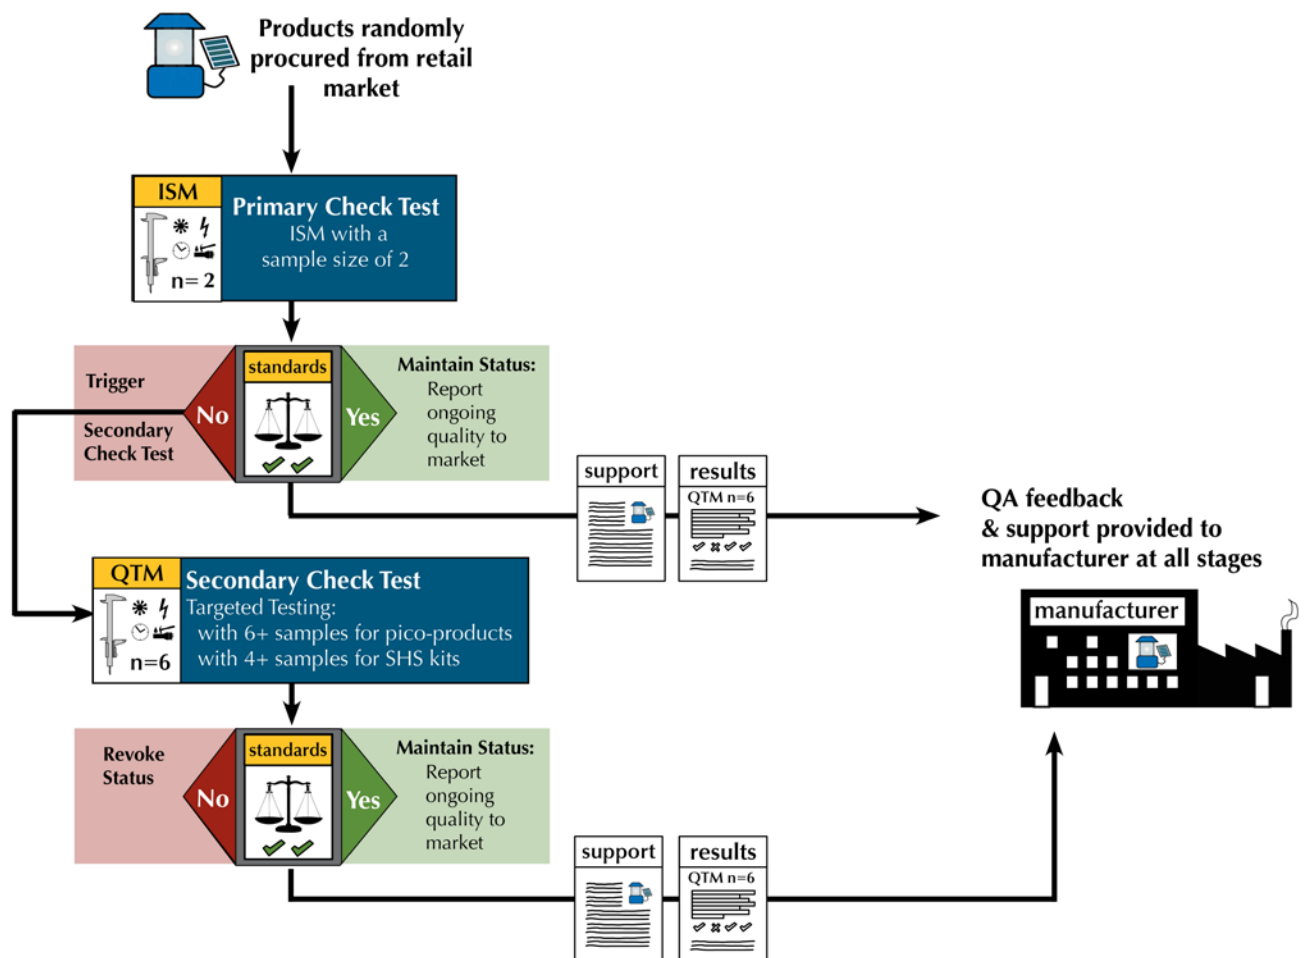 Products randomly
procured from retail
market
ISM
n= 2
Primary Check Test
ISM with a
sample size of 2
Trigger
Secondary
Check Test
No
standards
Yes
Maintain Status:
Report
ongoing
quality to
market
support
results
QTM n=6
QA feedback
& support provided to
manufacturer at all stages
manufacturer
QTM
n=6
Secondary Check Test
Targeted Testing:
with 6+ samples for pico-products
with 4+ samples for SHS kits
Revoke
Status
No
standards
Yes
Maintain Status:
Report
ongoing
quality to
market
support
results
QTM n=6